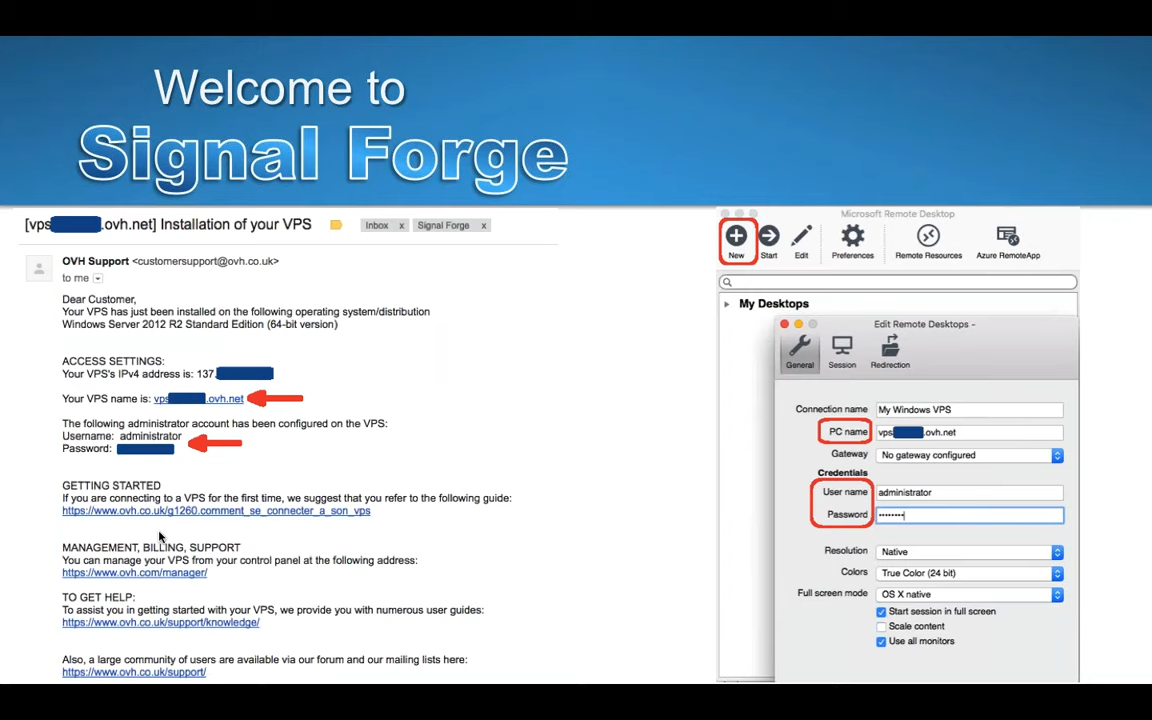 Welcome to
Signal Forge
[vps .ovh.net] Installation of your VPS
Inbox x
Signal Forge x
OVH Support <customersupport@ovh.co.uk>
to me
Dear Customer,
Your VPS has just been installed on the following operating system/distribution
Windows Server 2012 R2 Standard Edition (64-bit version)
ACCESS SETTINGS:
Your VPS's IPv4 address is: 137.
Your VPS name is: vps .ovh.net
The following administrator account has been configured on the VPS:
Username: administrator
Password:
GETTING STARTED
If you are connecting to a VPS for the first time, we suggest that you refer to the following guide:
https://www.ovh.co.uk/g1260.comment_se_connecter_a_son_vps
MANAGEMENT, BILLING, SUPPORT
You can manage your VPS from your control panel at the following address:
https://www.ovh.com/manager/
TO GET HELP:
To assist you in getting started with your VPS, we provide you with numerous user guides:
https://www.ovh.co.uk/support/knowledge/
Also, a large community of users are available via our forum and our mailing lists here:
https://www.ovh.co.uk/support/
Microsoft Remote Desktop
New Start Edit Preferences Remote Resources Azure RemoteApp
My Desktops
Edit Remote Desktops -
General Session Redirection
Connection name My Windows VPS
PC name vps .ovh.net
Gateway No gateway configured
Credentials
User name administrator
Password ••••••••
Resolution Native
Colors True Color (24 bit)
Full screen mode OS X native
Start session in full screen
Scale content
Use all monitors